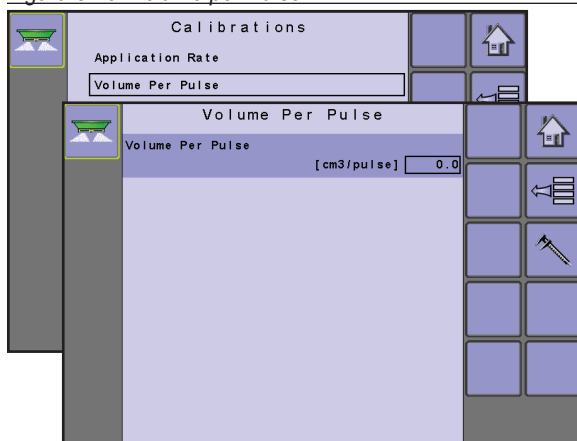 Calibrations
Application Rate
Volume Per Pulse
Volume Per Pulse
Volume Per Pulse
[cm3/pulse] 0.0